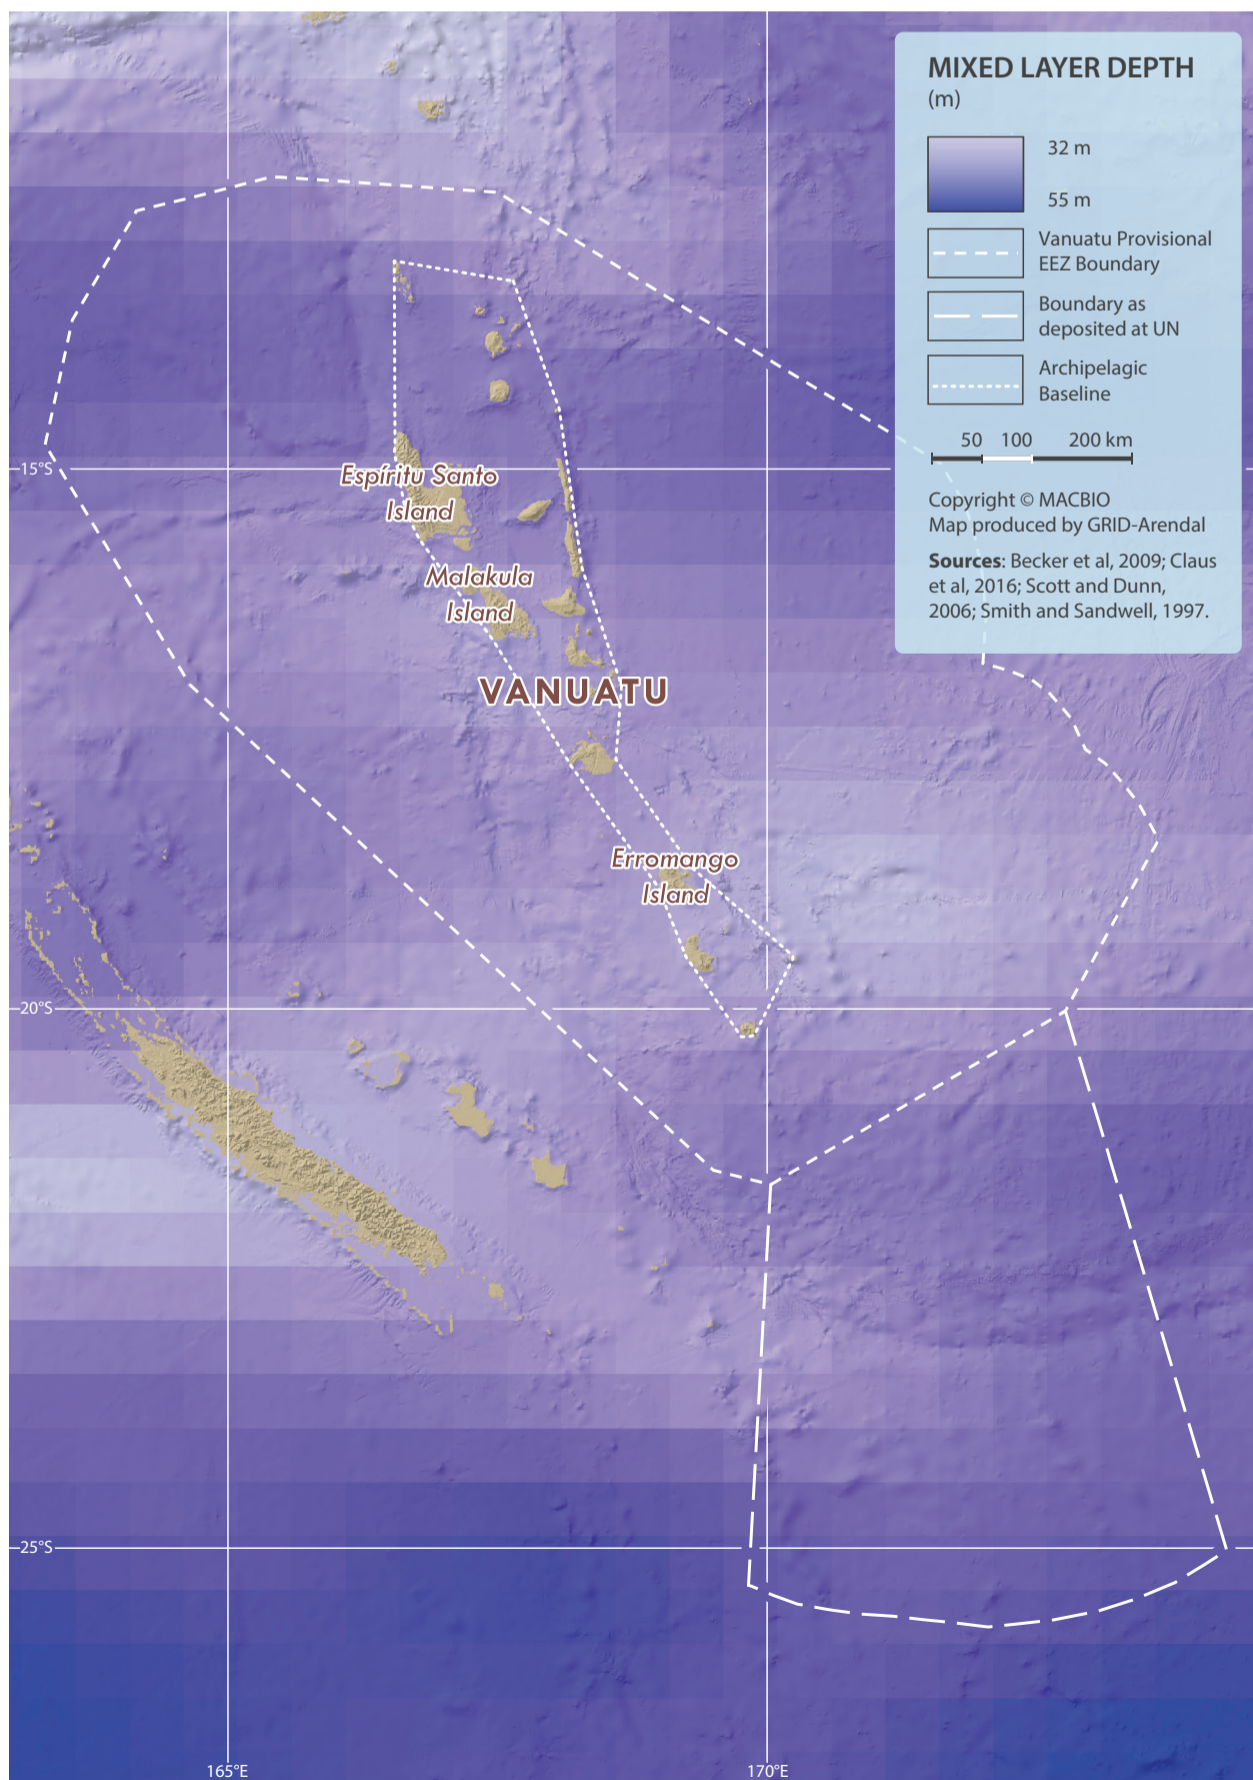 MIXED LAYER DEPTH
(m)
32 m
55 m
Vanuatu Provisional
EEZ Boundary
Boundary as
deposited at UN
Archipelagic
Baseline
50 100 200 km
Copyright © MACBIO
Map produced by GRID-Arendal
Sources: Becker et al, 2009; Claus
et al, 2016; Scott and Dunn,
2006; Smith and Sandwell, 1997.
15°S
Espíritu Santo
Island
Malakula
Island
VANUATU
Erromango
Island
20°S
25°S
165°E
170°E